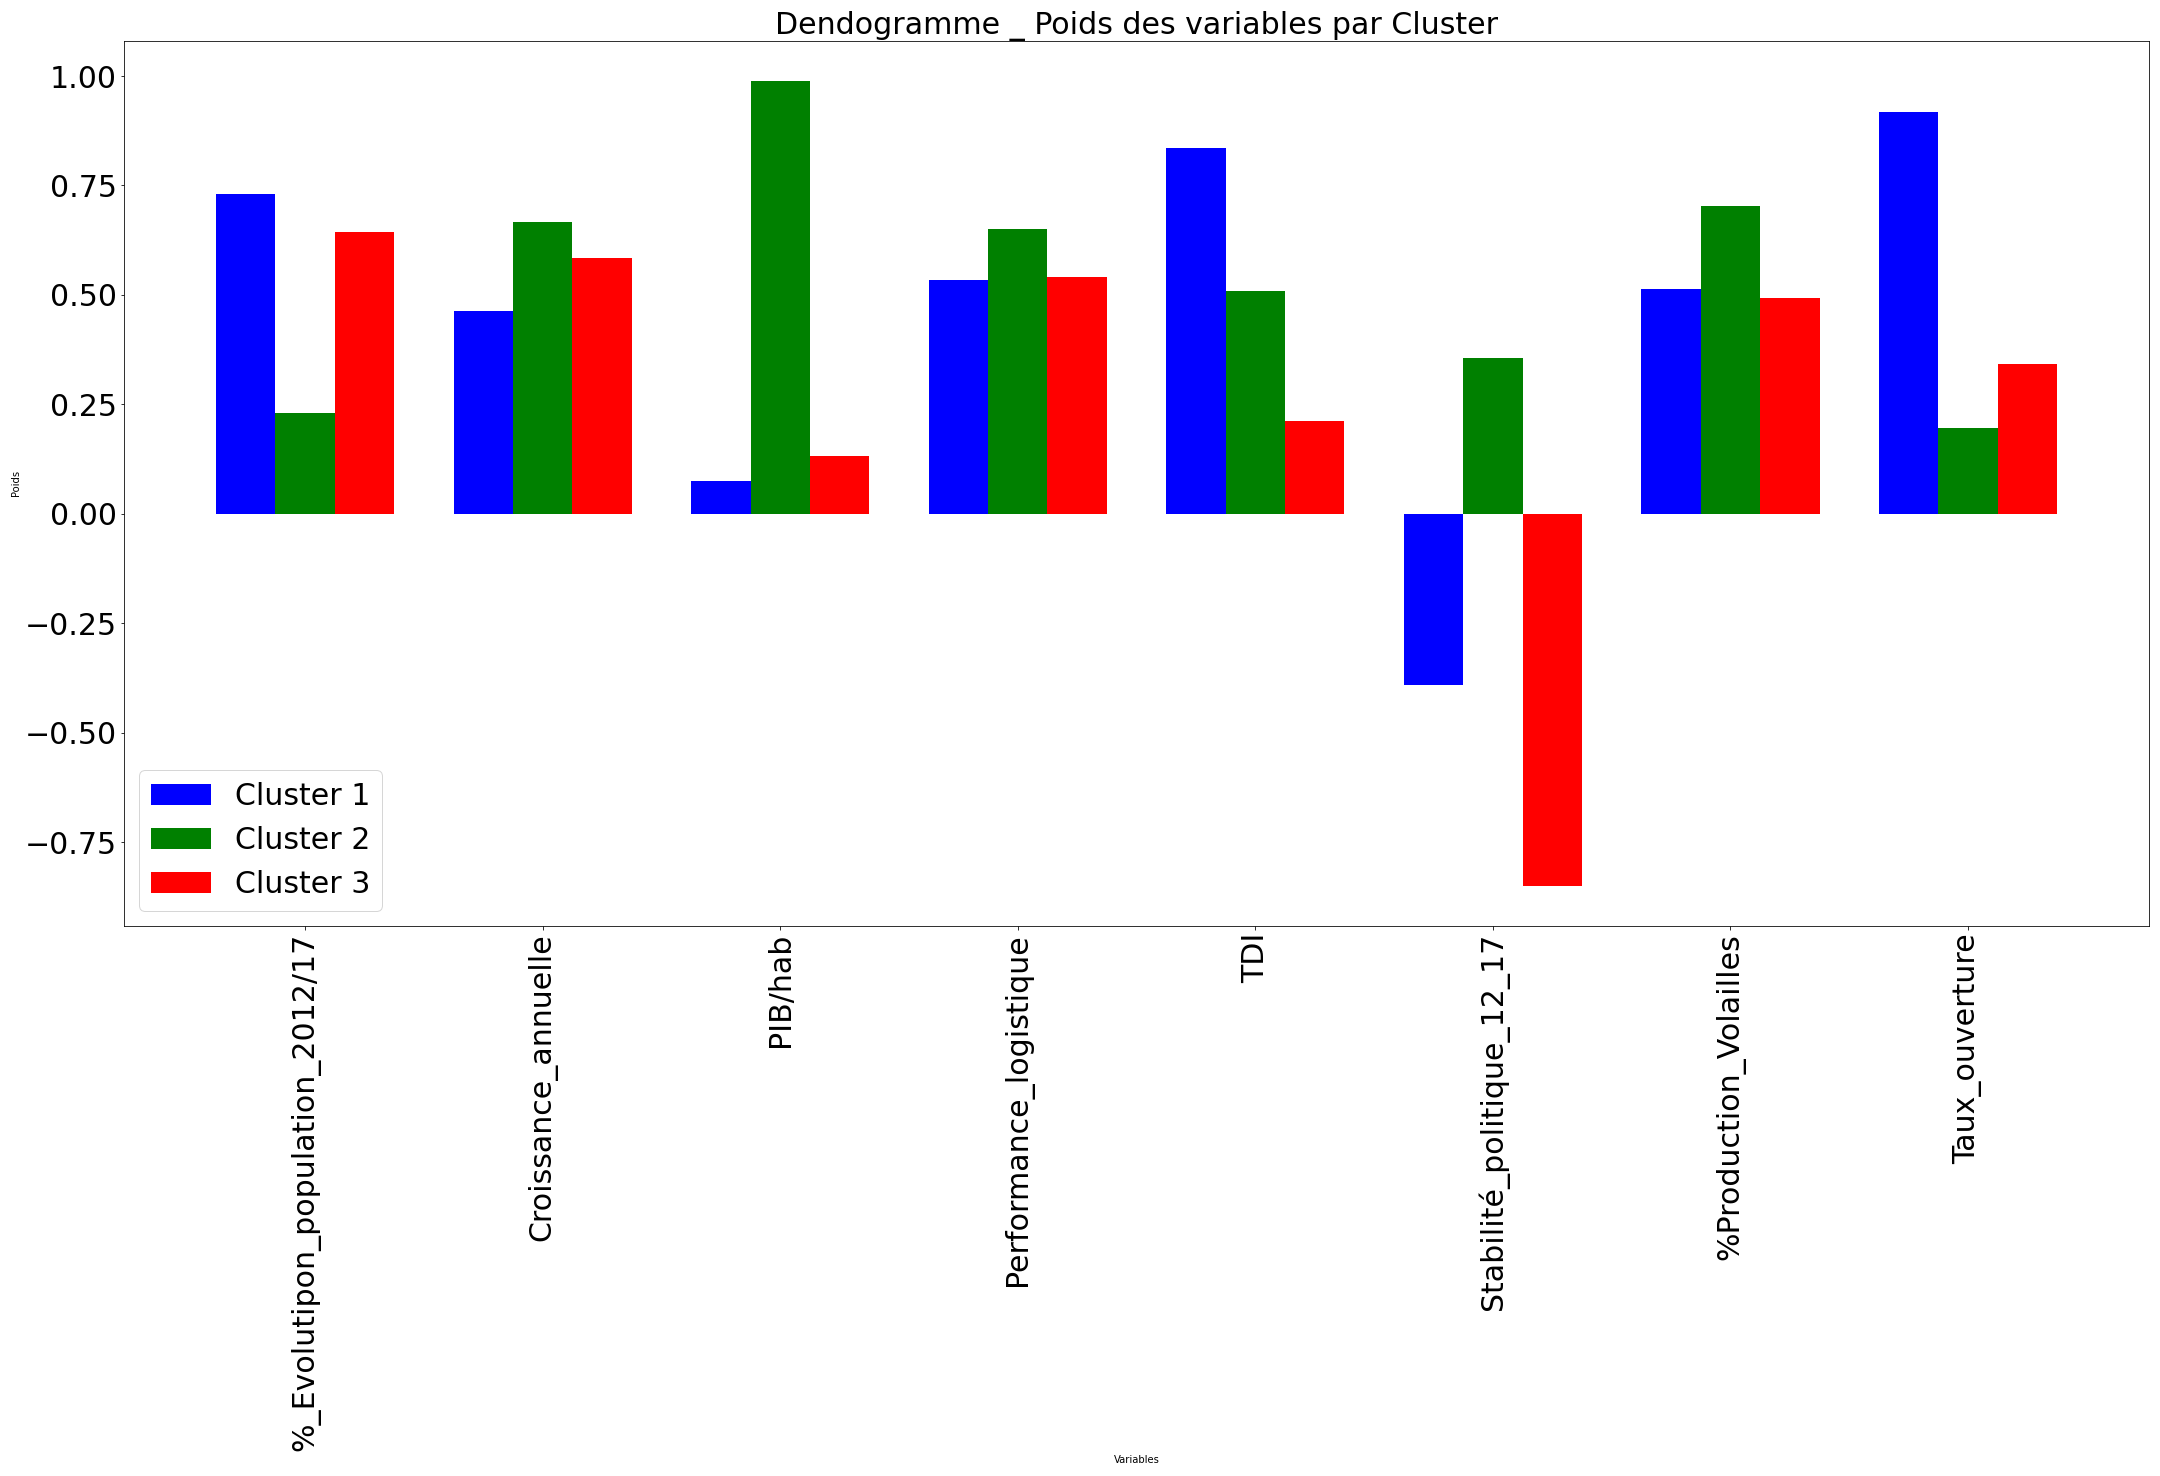 Dendogramme _ Poids des variables par Cluster
1.00
0.75
0.50
0.25
0.00
−0.25
−0.50
−0.75
Poids
Cluster 1
Cluster 2
Cluster 3
%_Evolutipon_population_2012/17
Croissance_annuelle
PIB/hab
Performance_logistique
TDI
Stabilité_politique_12_17
%Production_Volailles
Taux_ouverture
Variables